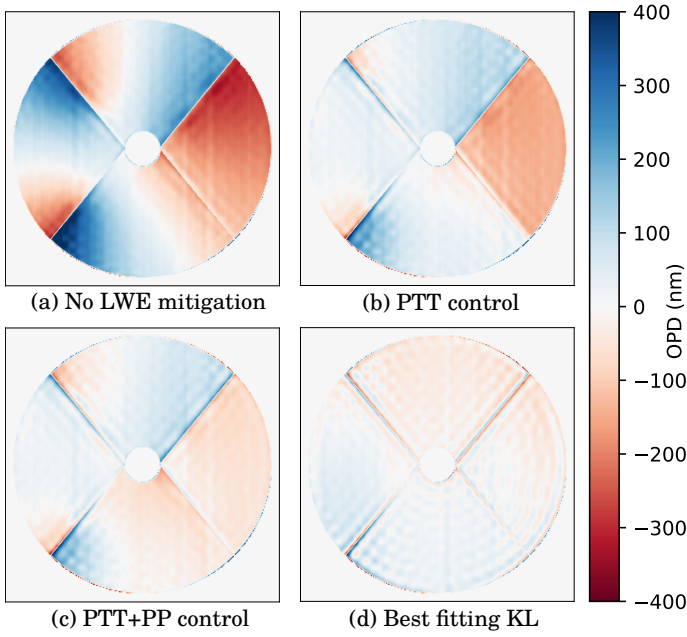 (a) No LWE mitigation
(b) PTT control
(c) PTT+PP control
(d) Best fitting KL
400
300
200
100
0
−100
−200
−300
−400
OPD (nm)